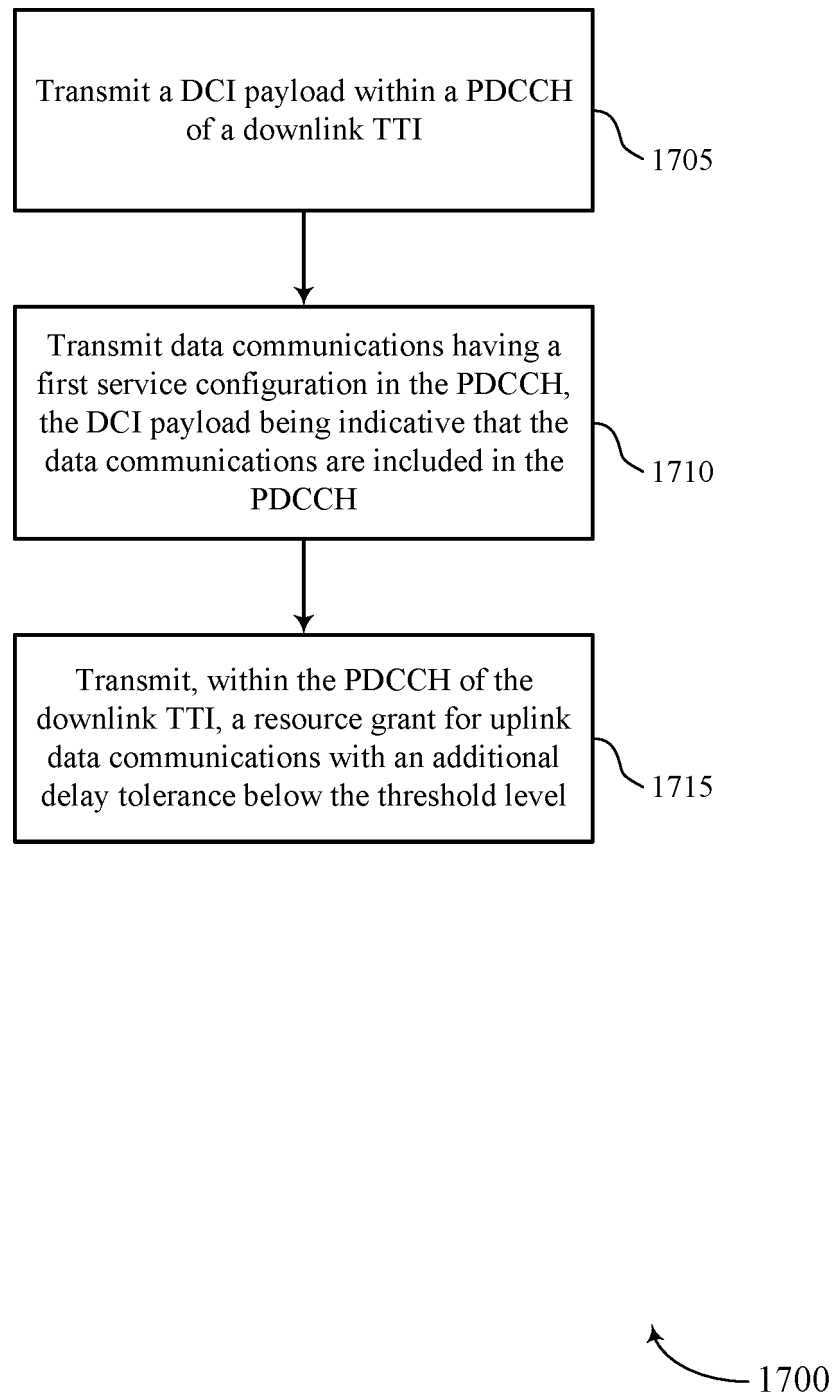 Transmit a DCI payload within a PDCCH
of a downlink TTI
1705
Transmit data communications having a
first service configuration in the PDCCH,
the DCI payload being indicative that the
data communications are included in the
PDCCH
1710
Transmit, within the PDCCH of the
downlink TTI, a resource grant for uplink
data communications with an additional
delay tolerance below the threshold level
1715
1700